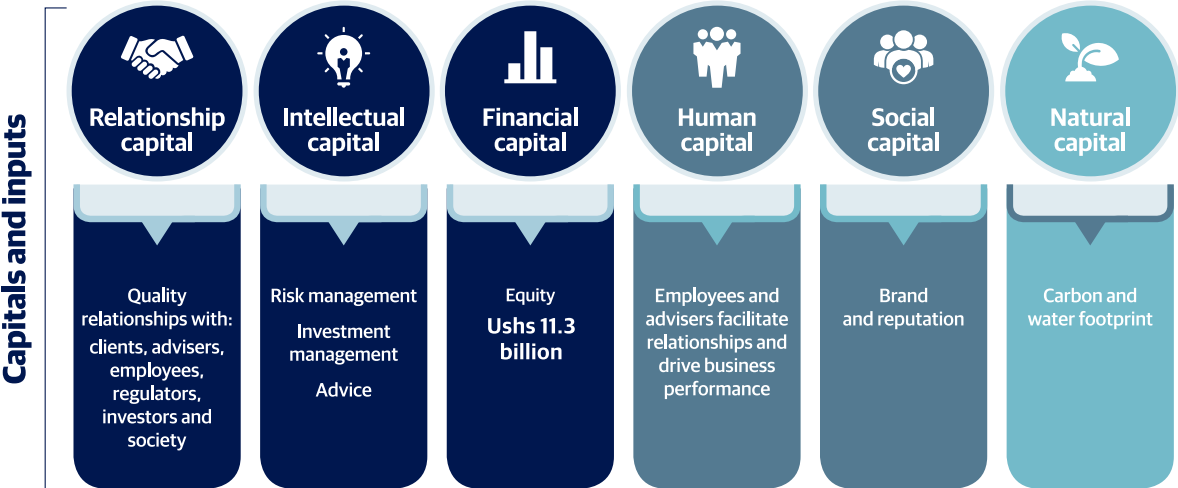 Capitals and inputs
Relationship
capital
Quality
relationships with:
clients, advisers,
employees,
regulators,
investors and
society
Intellectual
capital
Risk management
Investment
management
Advice
Financial
capital
Equity
Ushs 11.3
billion
Human
capital
Employees and
advisers facilitate
relationships and
drive business
performance
Social
capital
Brand
and reputation
Natural
capital
Carbon and
water footprint